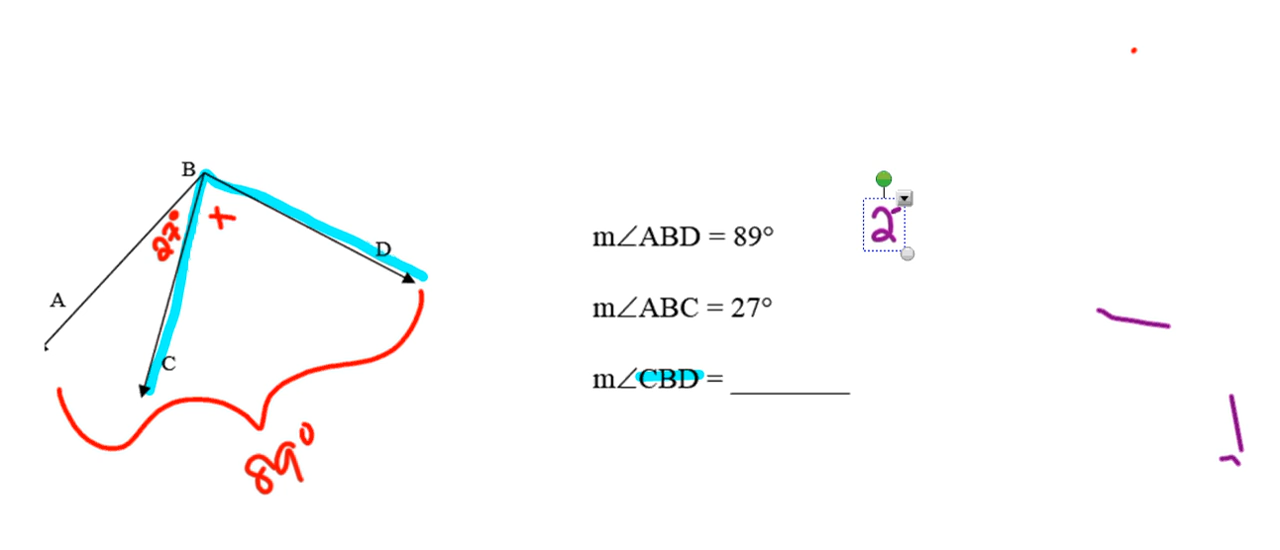 B
27°
x
D
A
C
89°
m∠ABD = 89°
2
m∠ABC = 27°
m∠CBD = ________